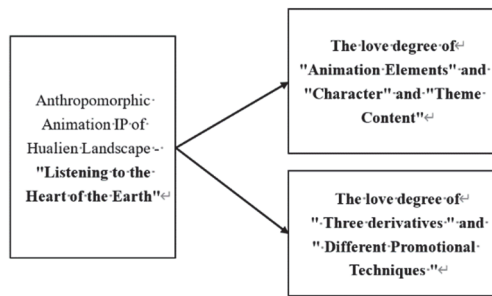 Anthropomorphic
Animation IP of
Hualien Landscape -
"Listening to the
Heart of the Earth"
The love degree of
"Animation Elements" and
"Character" and "Theme
Content"
The love degree of
" Three derivatives " and
" Different Promotional
Techniques "